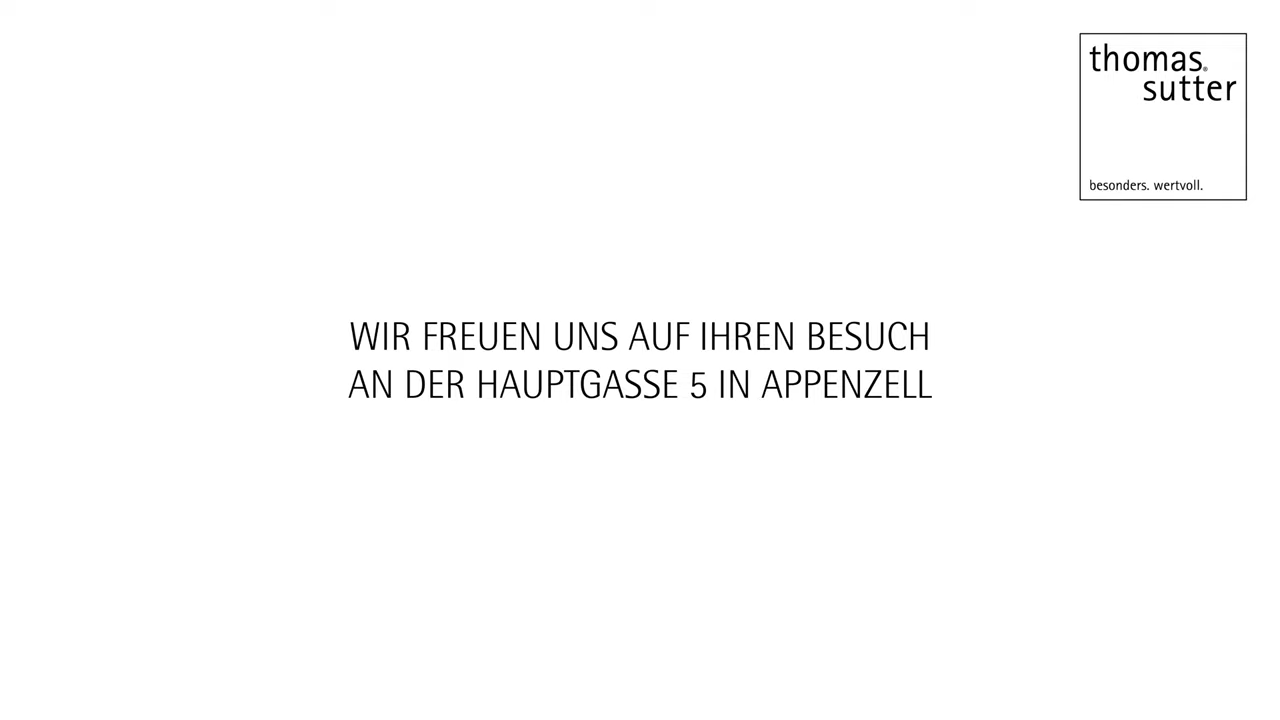 thomas®
sutter
besonders. wertvoll.
WIR FREUEN UNS AUF IHREN BESUCH
AN DER HAUPTGASSE 5 IN APPENZELL